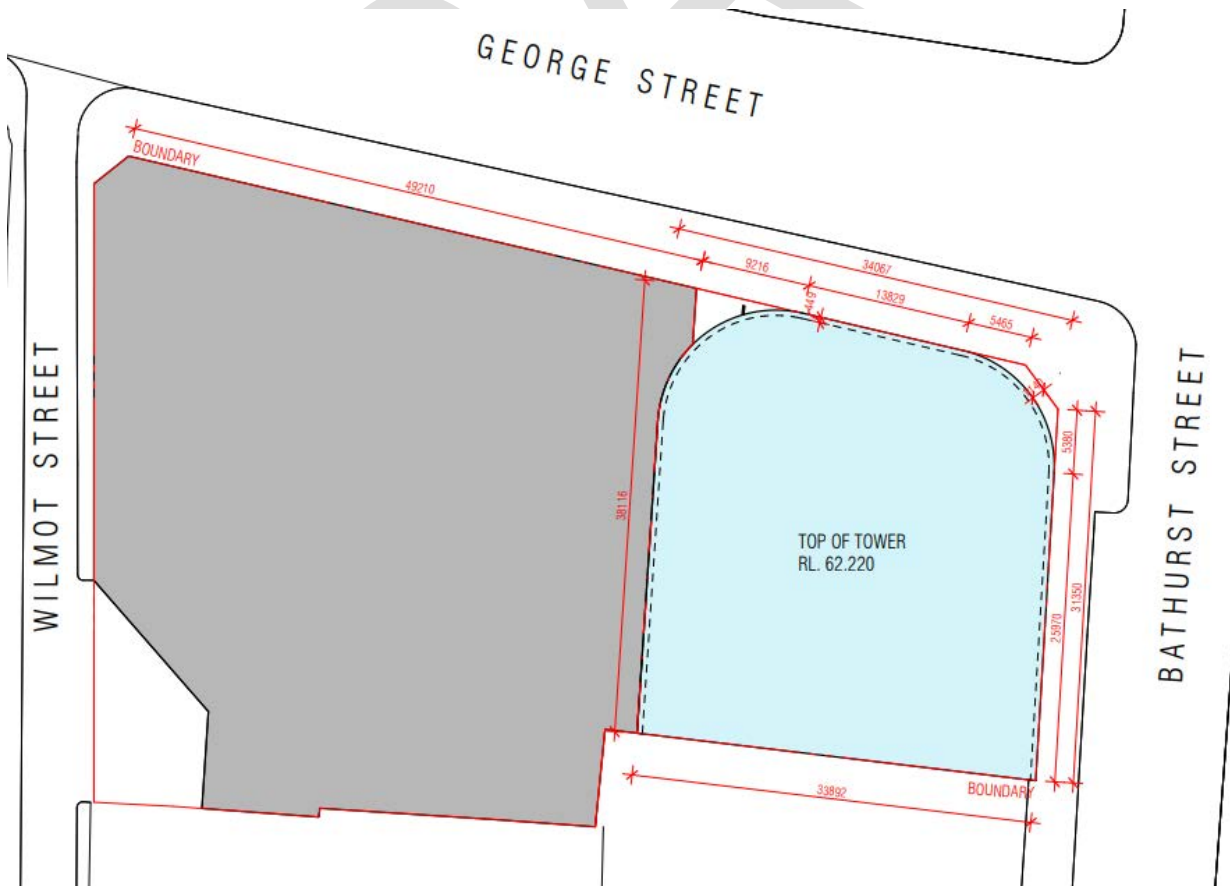 GEORGE STREET
BOUNDARY
49210
34067
9216
13829
449
5465
WILMOT STREET
BATHURST STREET
5380
38116
TOP OF TOWER
RL. 62.220
31350
25970
33892
BOUNDARY